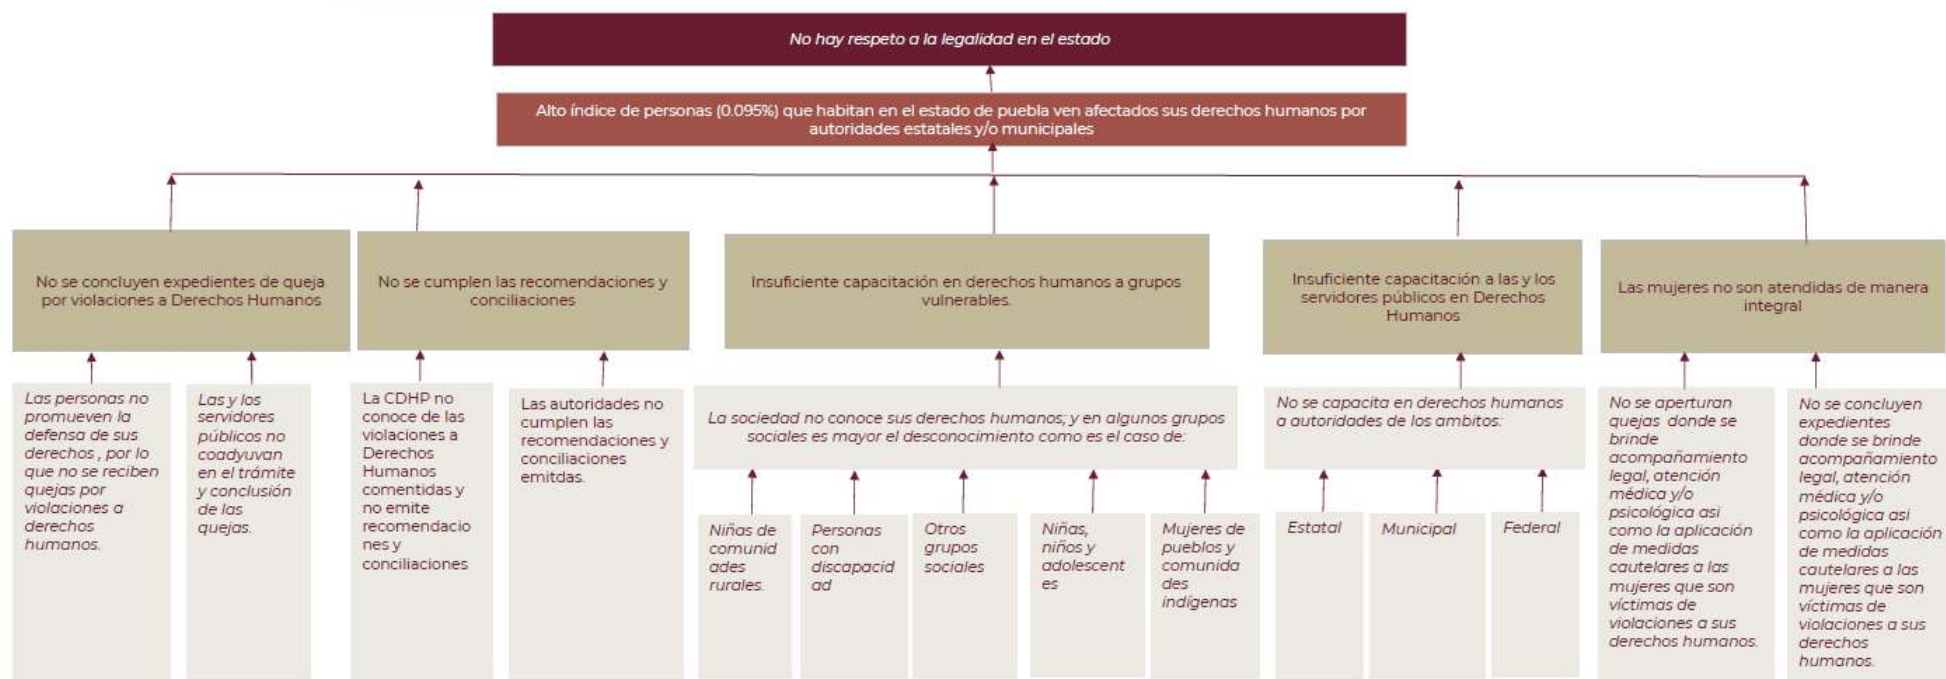 No hay respeto a la legalidad en el estado
Alto índice de personas (0.095%) que habitan en el estado de puebla ven afectados sus derechos humanos por
autoridades estatales y/o municipales
No se concluyen expedientes de queja
por violaciones a Derechos Humanos
No se cumplen las recomendaciones y
conciliaciones
Insuficiente capacitación en derechos humanos a grupos
vulnerables.
Insuficiente capacitación a las y los
servidores públicos en Derechos
Humanos
Las mujeres no son atendidas de manera
integral
Las personas no
promueven la
defensa de sus
derechos , por lo
que no se reciben
quejas por
violaciones a
derechos
humanos.
Las y los
servidores
públicos no
coadyuvan
en el trámite
y conclusión
de las
quejas.
La CDHP no
conoce de las
violaciones a
Derechos
Humanos
comentidas y
no emite
recomendacio
nes y
conciliaciones
Las autoridades no
cumplen las
recomendaciones y
conciliaciones
emitdas.
La sociedad no conoce sus derechos humanos; y en algunos grupos
sociales es mayor el desconocimiento como es el caso de:
Niñas de
comunid
ades
rurales.
Personas
con
discapacid
ad
Otros
grupos
sociales
Niñas,
niños y
adolescent
es
Mujeres de
pueblos y
comunida
des
indígenas
No se capacita en derechos humanos
a autoridades de los ambitos:
Estatal
Municipal
Federal
No se aperturan
quejas donde se
brinde
acompañamiento
legal, atención
médica y/o
psicológica asi
como la aplicación
de medidas
cautelares a las
mujeres que son
víctimas de
violaciones a sus
derechos humanos.
No se concluyen
expedientes
donde se brinde
acompañamiento
legal, atención
médica y/o
psicológica asi
como la aplicación
de medidas
cautelares a las
mujeres que son
víctimas de
violaciones a sus
derechos
humanos.